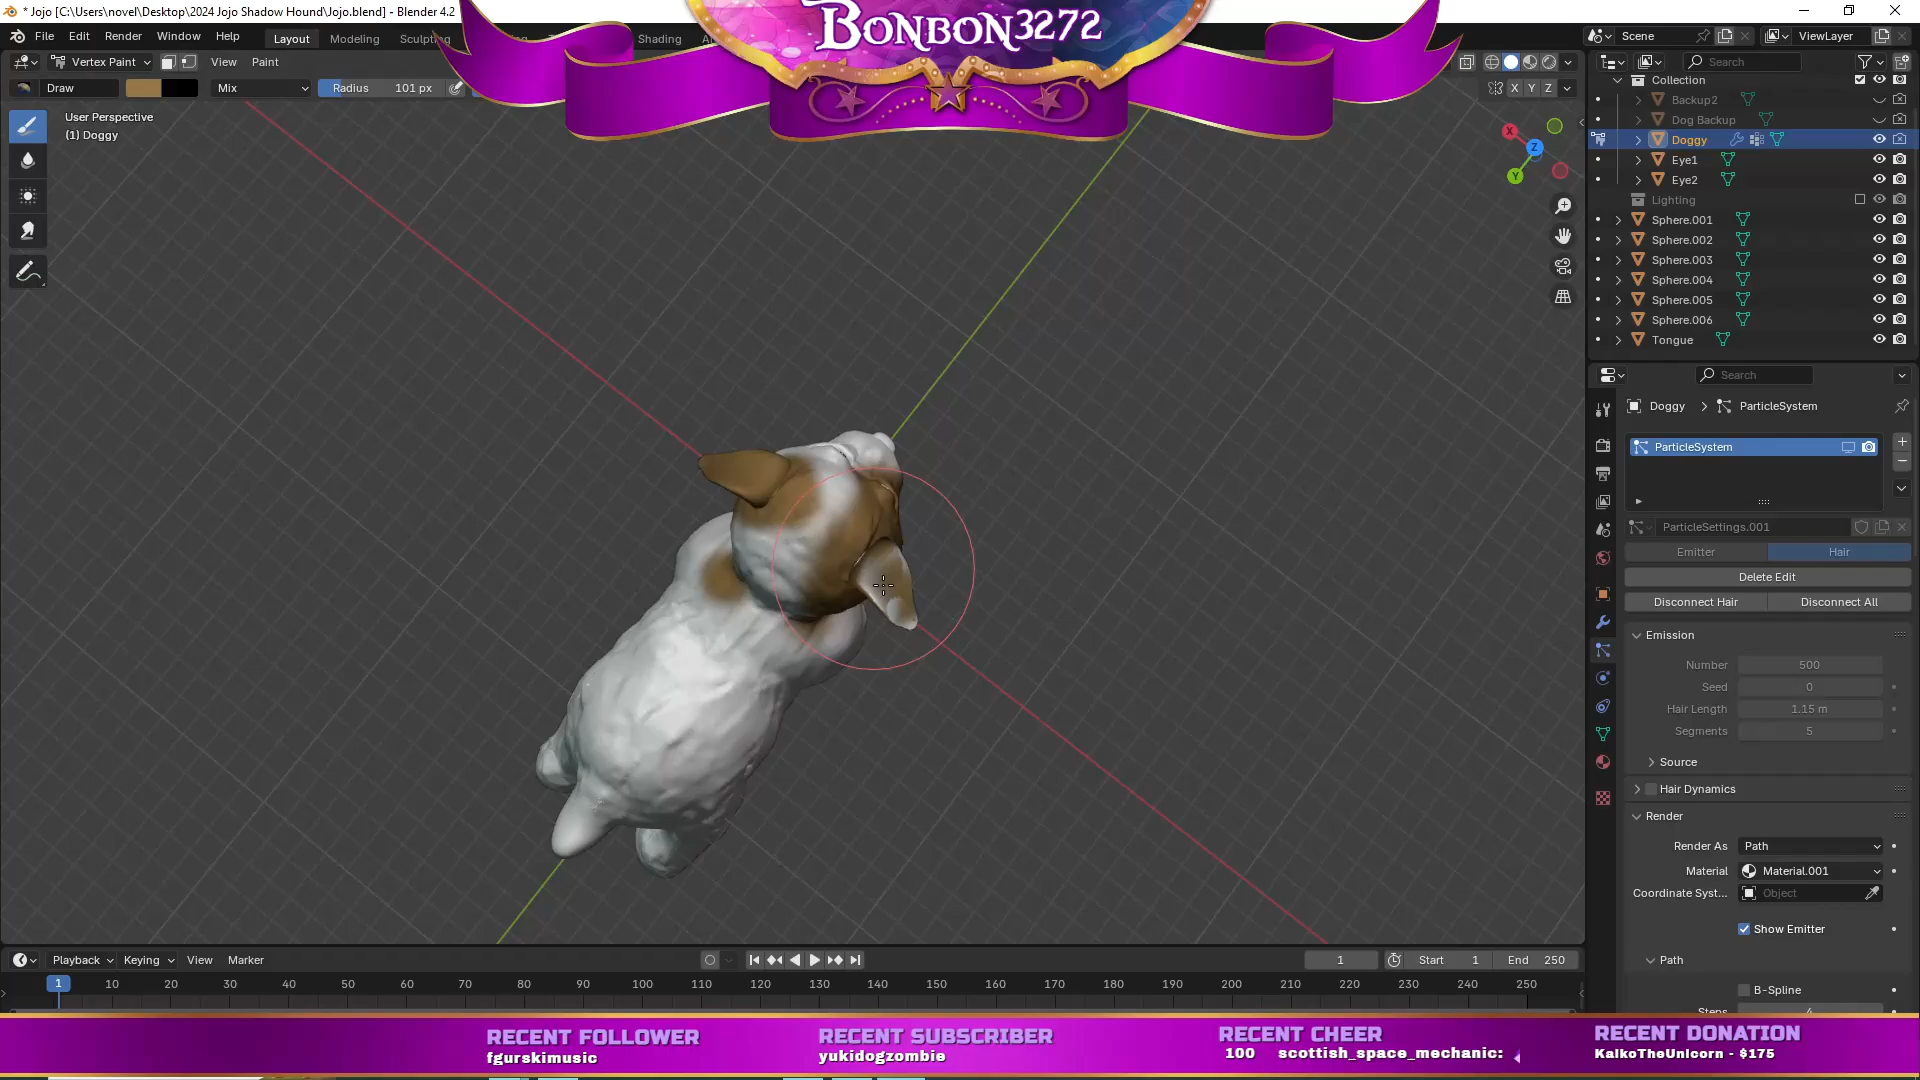 * Jojo [C:\Users\novel\Desktop\2024 Jojo Shadow Hound\Jojo.blend] - Blender 4.2
BONBON3272
File Edit Render Window Help Layout Modeling Shading
Scene ViewLayer
Vertex Paint View Paint
Draw Mix Radius 101 px
X Y Z
User Perspective
(1) Doggy
X
Z
Y
Search
Collection
Backup2
Dog Backup
Doggy
Eye1
Eye2
Lighting
Sphere.001
Sphere.002
Sphere.003
Sphere.004
Sphere.005
Sphere.006
Tongue
Search
Doggy > ParticleSystem
ParticleSystem
ParticleSettings.001
Emitter Hair
Delete Edit
Disconnect Hair Disconnect All
Emission
Number 500
Seed 0
Hair Length 1.15 m
Segments 5
Source
Hair Dynamics
Render
Render As Path
Material Material.001
Coordinate Syst... Object
Show Emitter
Path
B-Spline
Playback Keying View Marker 1 Start 1 End 250
1 10 20 30 40 50 60 70 80 90 100 110 120 130 140 150 160 170 180 190 200 210 220 230 240 250
RECENT FOLLOWER
fgurskimusic
RECENT SUBSCRIBER
yukidogzombie
RECENT CHEER
100 scottish_space_mechanic:
RECENT DONATION
KalkoTheUnicorn - $175